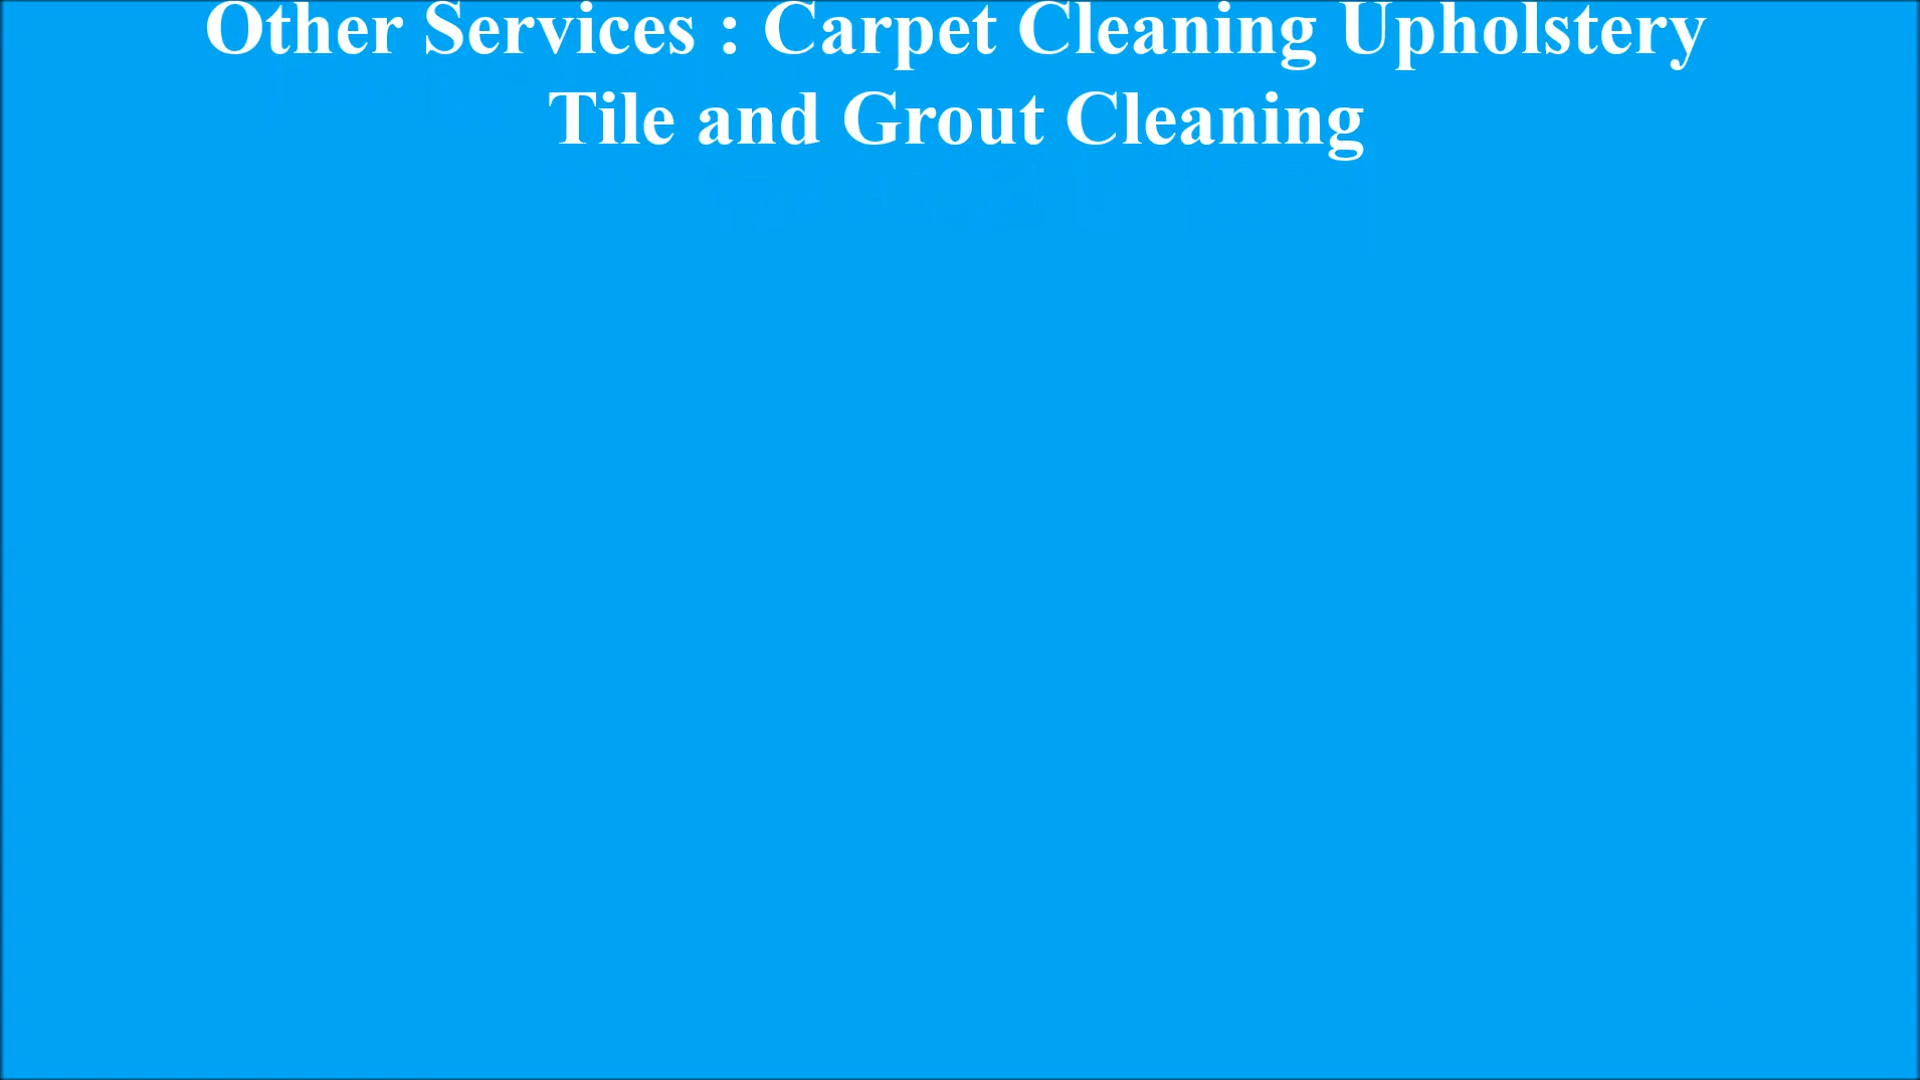 Other Services : Carpet Cleaning Upholstery
Tile and Grout Cleaning